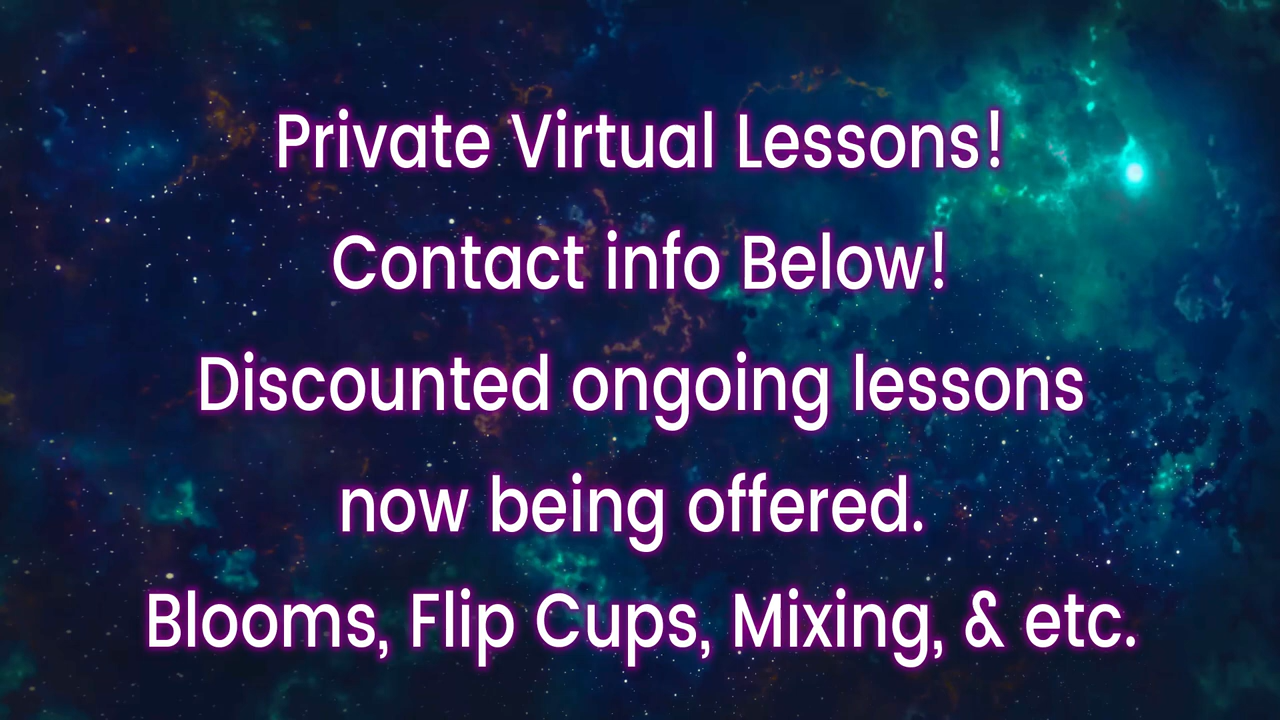 Private Virtual Lessons!
Contact info Below!
Discounted ongoing lessons
now being offered.
Blooms, Flip Cups, Mixing, & etc.